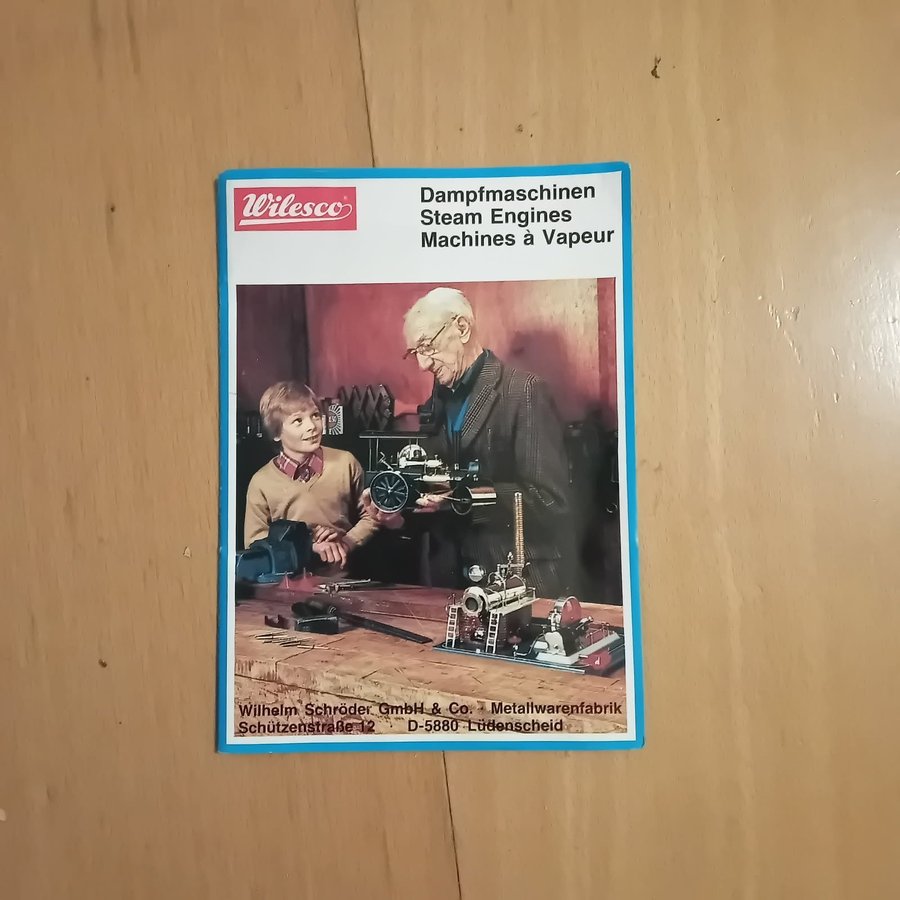 Wilesco
Dampfmaschinen
Steam Engines
Machines à Vapeur
Wilhelm Schröder GmbH & Co. · Metallwarenfabrik
Schützenstraße 12 D-5880 Lüdenscheid